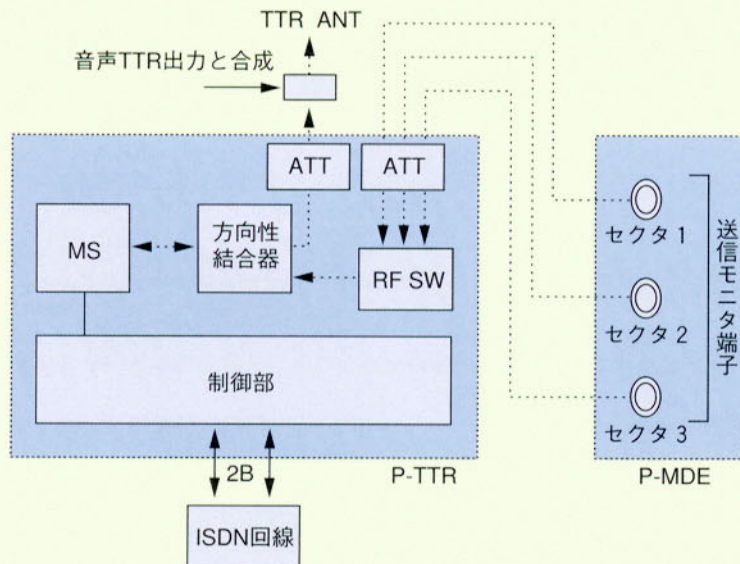 TTR ANT
音声TTR出力と合成
ATT
ATT
MS
方向性
結合器
RF SW
制御部
2B
P-TTR
ISDN回線
セクタ 1
セクタ 2
セクタ 3
送信モニタ端子
P-MDE